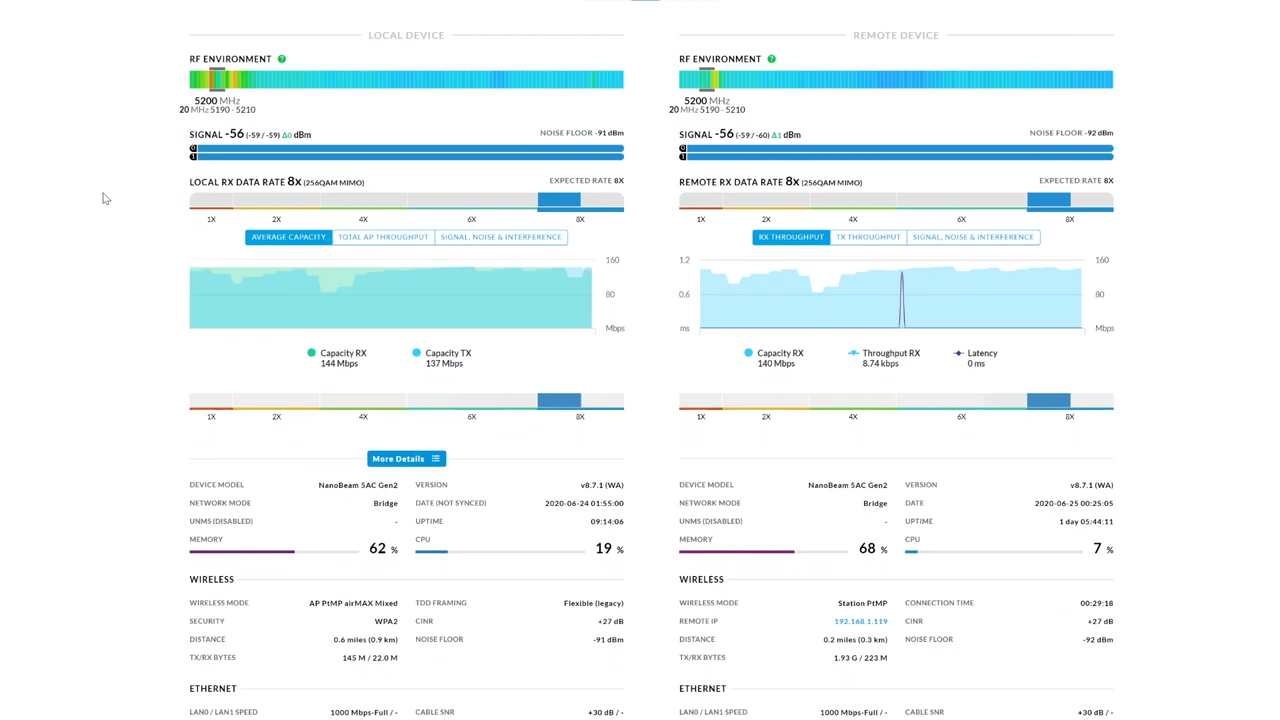 LOCAL DEVICE
RF ENVIRONMENT ?
5200 MHz
20 MHz 5190 - 5210
SIGNAL -56 (-59 / -59) Δ0 dBm NOISE FLOOR -91 dBm
0
1
LOCAL RX DATA RATE 8x (256QAM MIMO) EXPECTED RATE 8X
1X 2X 4X 6X 8X
AVERAGE CAPACITY TOTAL AP THROUGHPUT SIGNAL, NOISE & INTERFERENCE
160
80
Mbps
Capacity RX Capacity TX
144 Mbps 137 Mbps
1X 2X 4X 6X 8X
More Details
DEVICE MODEL NanoBeam 5AC Gen2 VERSION v8.7.1 (WA)
NETWORK MODE Bridge DATE (NOT SYNCED) 2020-06-24 01:55:00
UNMS (DISABLED) - UPTIME 09:14:06
MEMORY 62 % CPU 19 %
WIRELESS
WIRELESS MODE AP PtMP airMAX Mixed TDD FRAMING Flexible (legacy)
SECURITY WPA2 CINR +27 dB
DISTANCE 0.6 miles (0.9 km) NOISE FLOOR -91 dBm
TX/RX BYTES 145 M / 22.0 M
ETHERNET
LAN0 / LAN1 SPEED 1000 Mbps-Full / - CABLE SNR +30 dB / -
REMOTE DEVICE
RF ENVIRONMENT ?
5200 MHz
20 MHz 5190 - 5210
SIGNAL -56 (-59 / -60) Δ1 dBm NOISE FLOOR -92 dBm
0
1
REMOTE RX DATA RATE 8x (256QAM MIMO) EXPECTED RATE 8X
1X 2X 4X 6X 8X
RX THROUGHPUT TX THROUGHPUT SIGNAL, NOISE & INTERFERENCE
1.2 160
0.6 80
ms Mbps
Capacity RX Throughput RX Latency
140 Mbps 8.74 kbps 0 ms
1X 2X 4X 6X 8X
DEVICE MODEL NanoBeam 5AC Gen2 VERSION v8.7.1 (WA)
NETWORK MODE Bridge DATE 2020-06-25 00:25:05
UNMS (DISABLED) - UPTIME 1 day 05:44:11
MEMORY 68 % CPU 7 %
WIRELESS
WIRELESS MODE Station PtMP CONNECTION TIME 00:29:18
REMOTE IP 192.168.1.119 CINR +27 dB
DISTANCE 0.2 miles (0.3 km) NOISE FLOOR -92 dBm
TX/RX BYTES 1.93 G / 223 M
ETHERNET
LAN0 / LAN1 SPEED 1000 Mbps-Full / - CABLE SNR +30 dB / -